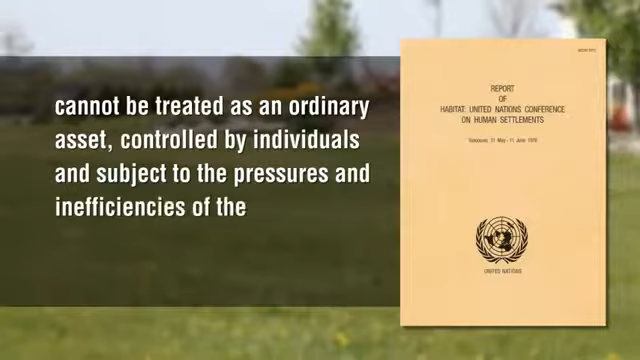 cannot be treated as an ordinary
asset, controlled by individuals
and subject to the pressures and
inefficiencies of the
REPORT
OF
HABITAT: UNITED NATIONS CONFERENCE
ON HUMAN SETTLEMENTS
Vancouver, 31 May - 11 June 1976
UNITED NATIONS